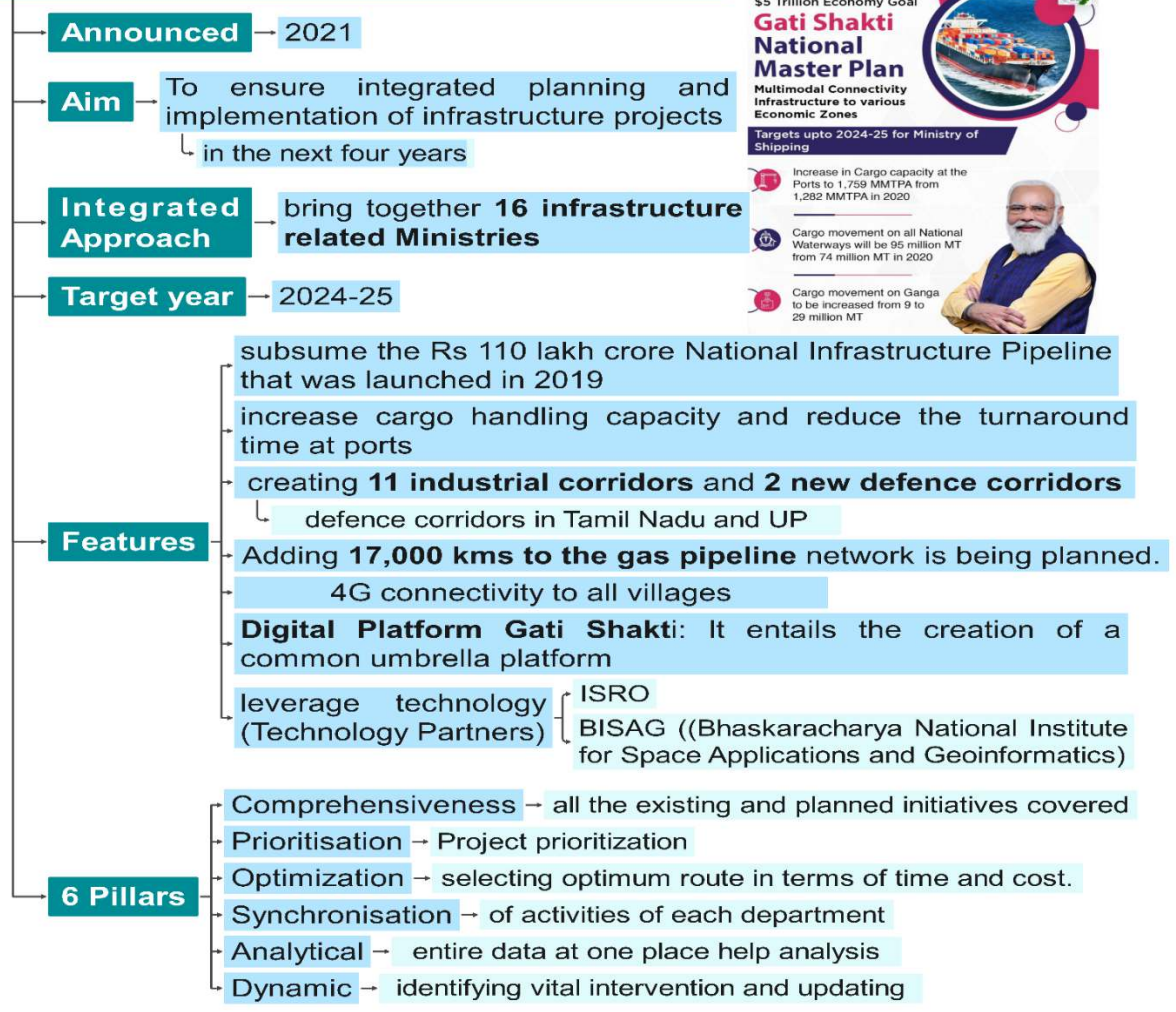 Announced
2021
Aim
To ensure integrated planning and
implementation of infrastructure projects
in the next four years
Integrated
Approach
bring together 16 infrastructure
related Ministries
Target year
2024-25
$5 Trillion Economy Goal
Gati Shakti
National
Master Plan
Multimodal Connectivity
Infrastructure to various
Economic Zones
Targets upto 2024-25 for Ministry of
Shipping
Increase in Cargo capacity at the
Ports to 1,759 MMTPA from
1,282 MMTPA in 2020
Cargo movement on all National
Waterways will be 95 million MT
from 74 million MT in 2020
Cargo movement on Ganga
to be increased from 9 to
29 million MT
Features
subsume the Rs 110 lakh crore National Infrastructure Pipeline
that was launched in 2019
increase cargo handling capacity and reduce the turnaround
time at ports
creating 11 industrial corridors and 2 new defence corridors
defence corridors in Tamil Nadu and UP
Adding 17,000 kms to the gas pipeline network is being planned.
4G connectivity to all villages
Digital Platform Gati Shakti: It entails the creation of a
common umbrella platform
leverage technology
(Technology Partners)
ISRO
BISAG ((Bhaskaracharya National Institute
for Space Applications and Geoinformatics)
6 Pillars
Comprehensiveness
all the existing and planned initiatives covered
Prioritisation
Project prioritization
Optimization
selecting optimum route in terms of time and cost.
Synchronisation
of activities of each department
Analytical
entire data at one place help analysis
Dynamic
identifying vital intervention and updating